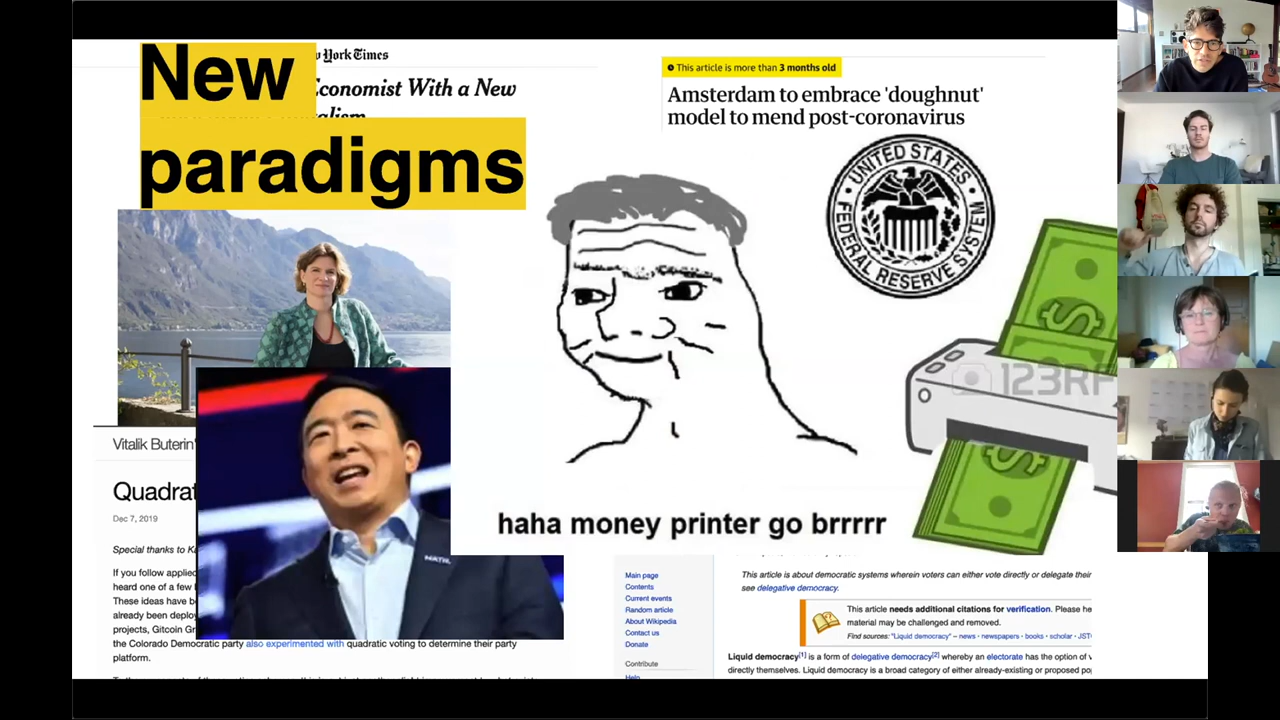 New
paradigms
York Times
Economist With a New
This article is more than 3 months old
Amsterdam to embrace 'doughnut'
model to mend post-coronavirus
UNITED STATES
FEDERAL RESERVE SYSTEM
123RF
haha money printer go brrrrr
MATH.
Vitalik Buterin'
Quadrat
Dec 7, 2019
Special thanks to Ka
If you follow applied
heard one of a few
These ideas have b
already been deploy
projects, Gitcoin Gr
the Colorado Democratic party also experimented with quadratic voting to determine their party
platform.
Main page
Contents
Current events
Random article
About Wikipedia
Contact us
Donate
Contribute
Help
This article is about democratic systems wherein voters can either vote directly or delegate their
see delegative democracy.
This article needs additional citations for verification. Please he
material may be challenged and removed.
Find sources: "Liquid democracy" – news · newspapers · books · scholar · JST
Liquid democracy[1] is a form of delegative democracy[2] whereby an electorate has the option of v
directly themselves. Liquid democracy is a broad category of either already-existing or proposed po